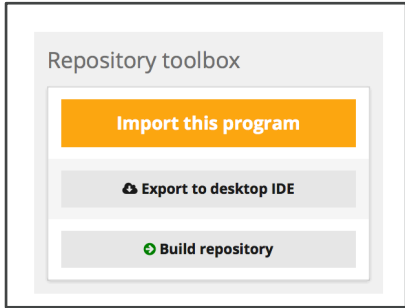 Repository toolbox
Import this program
Export to desktop IDE
Build repository